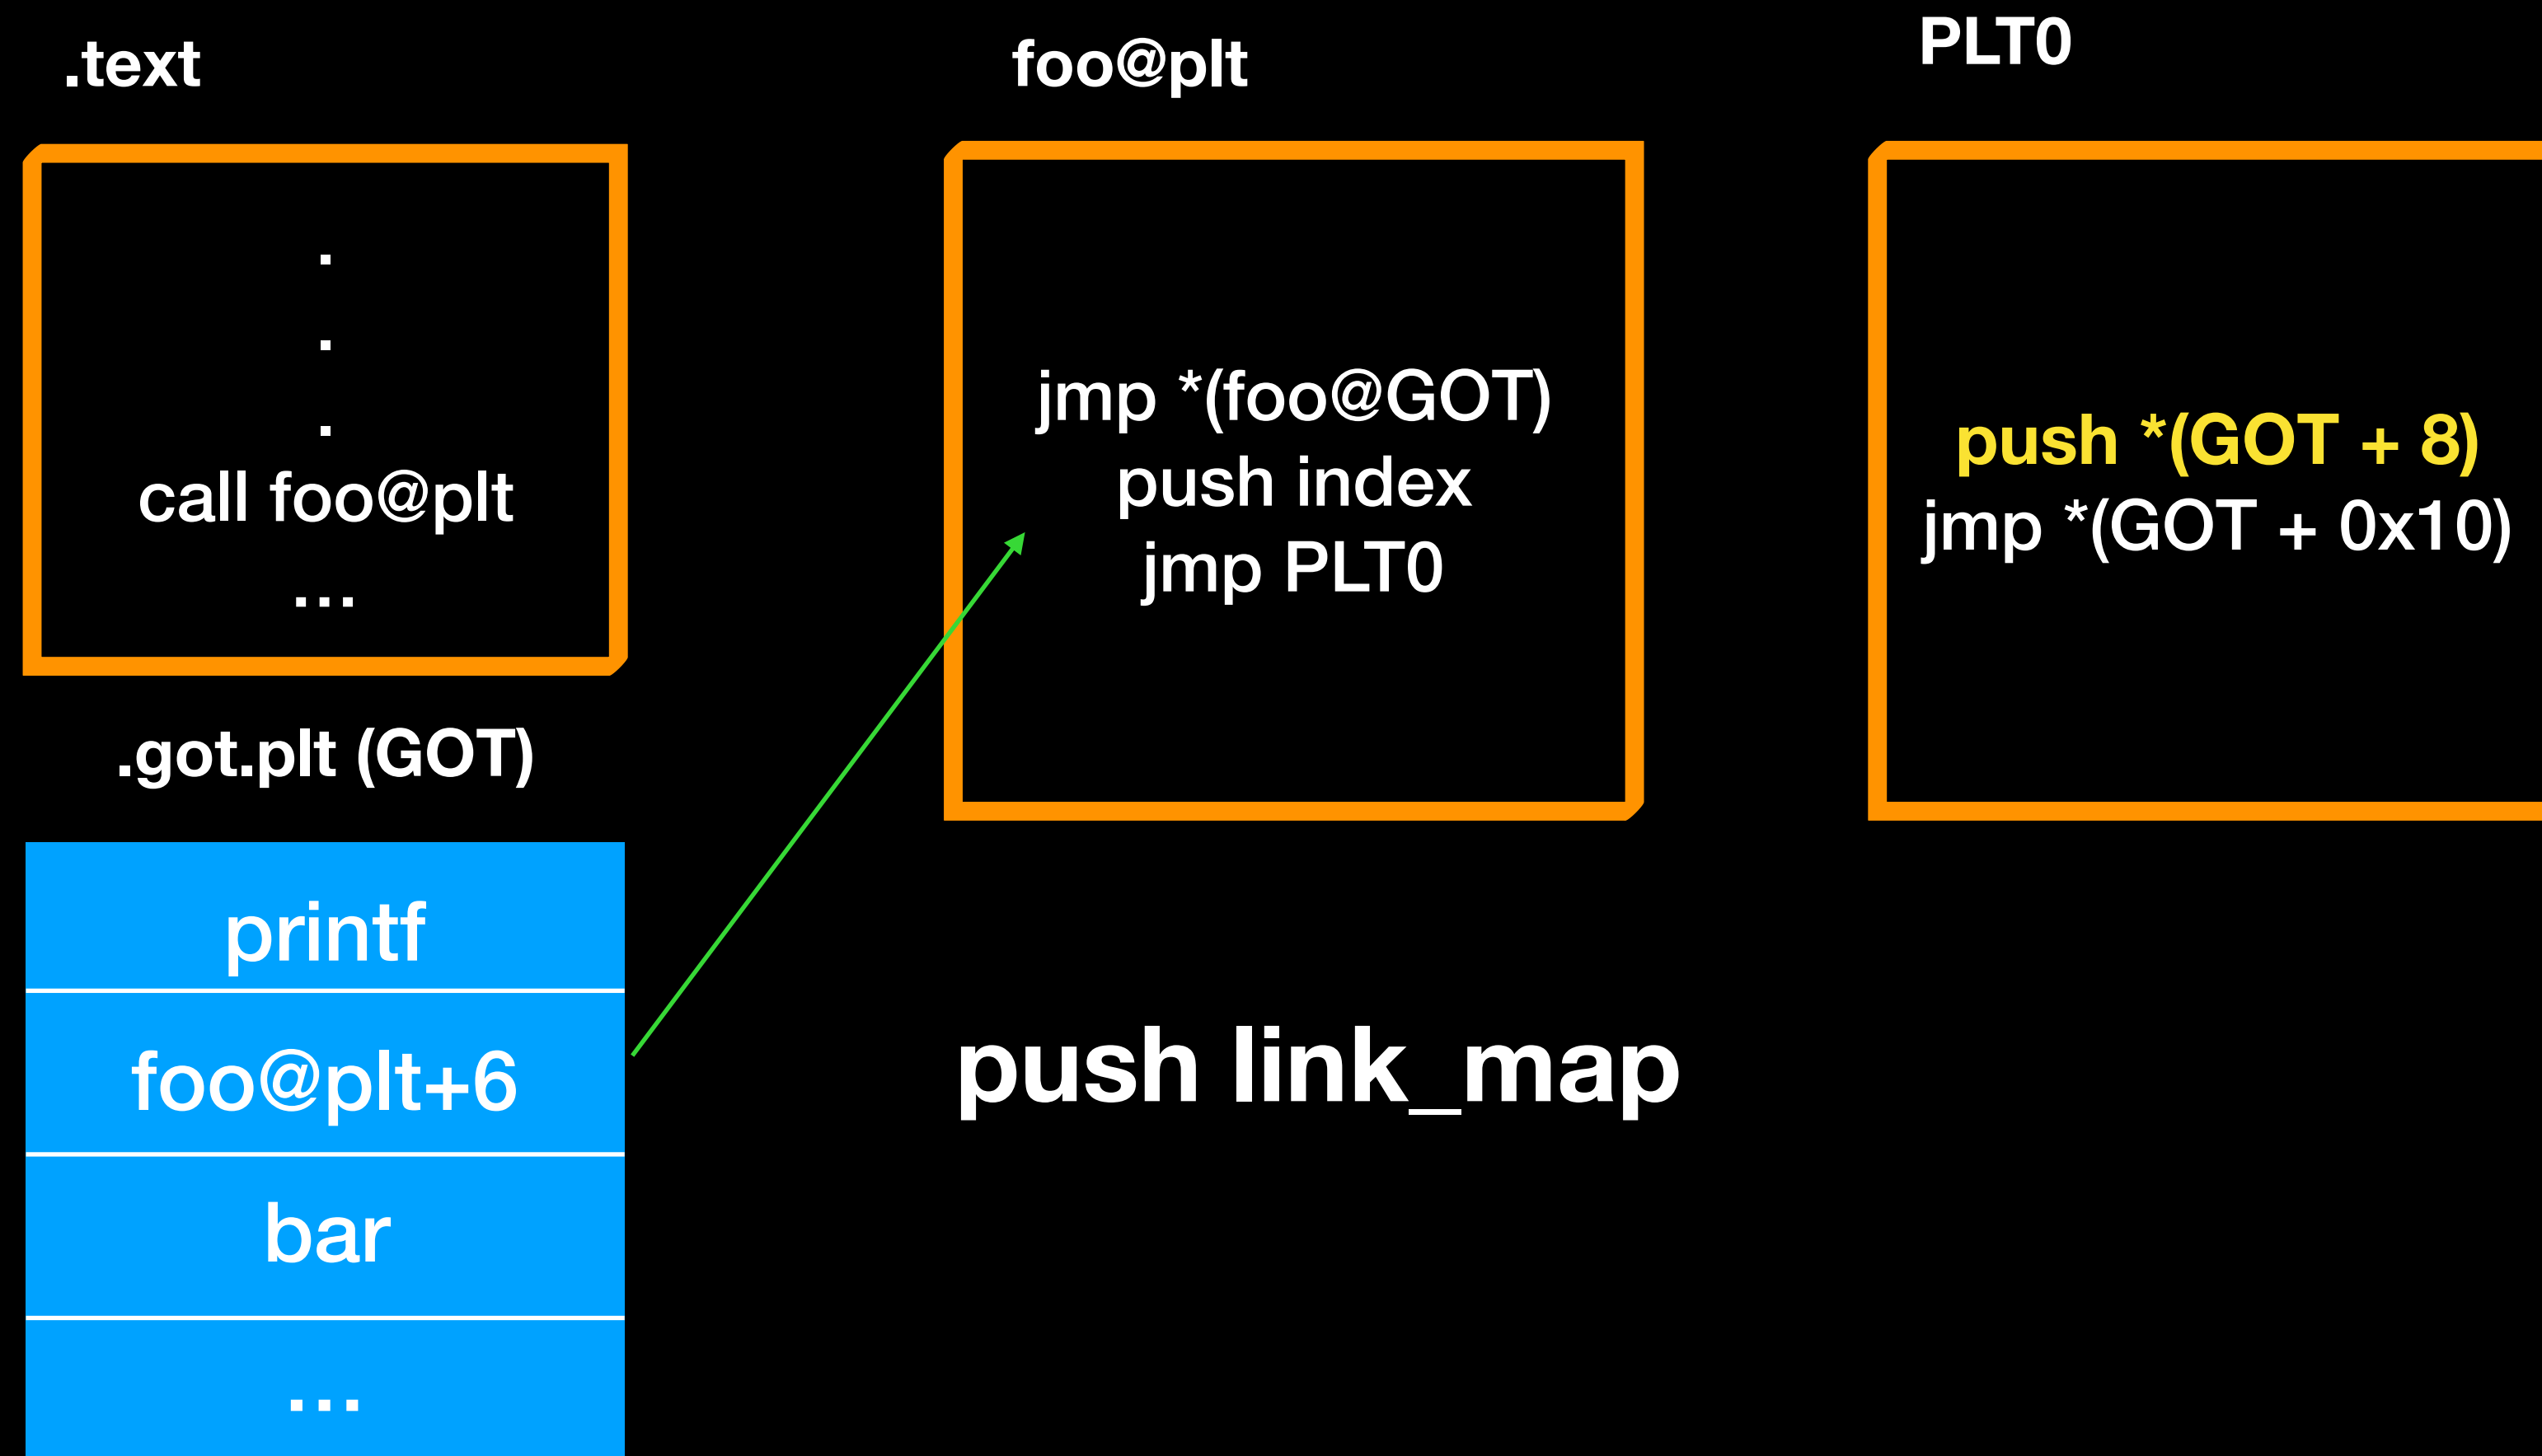 .text
.
.
.
call foo@plt
...
.got.plt (GOT)
printf
foo@plt+6
bar
...
foo@plt
jmp *(foo@GOT)
push index
jmp PLT0
PLT0
push *(GOT + 8)
jmp *(GOT + 0x10)
push link_map